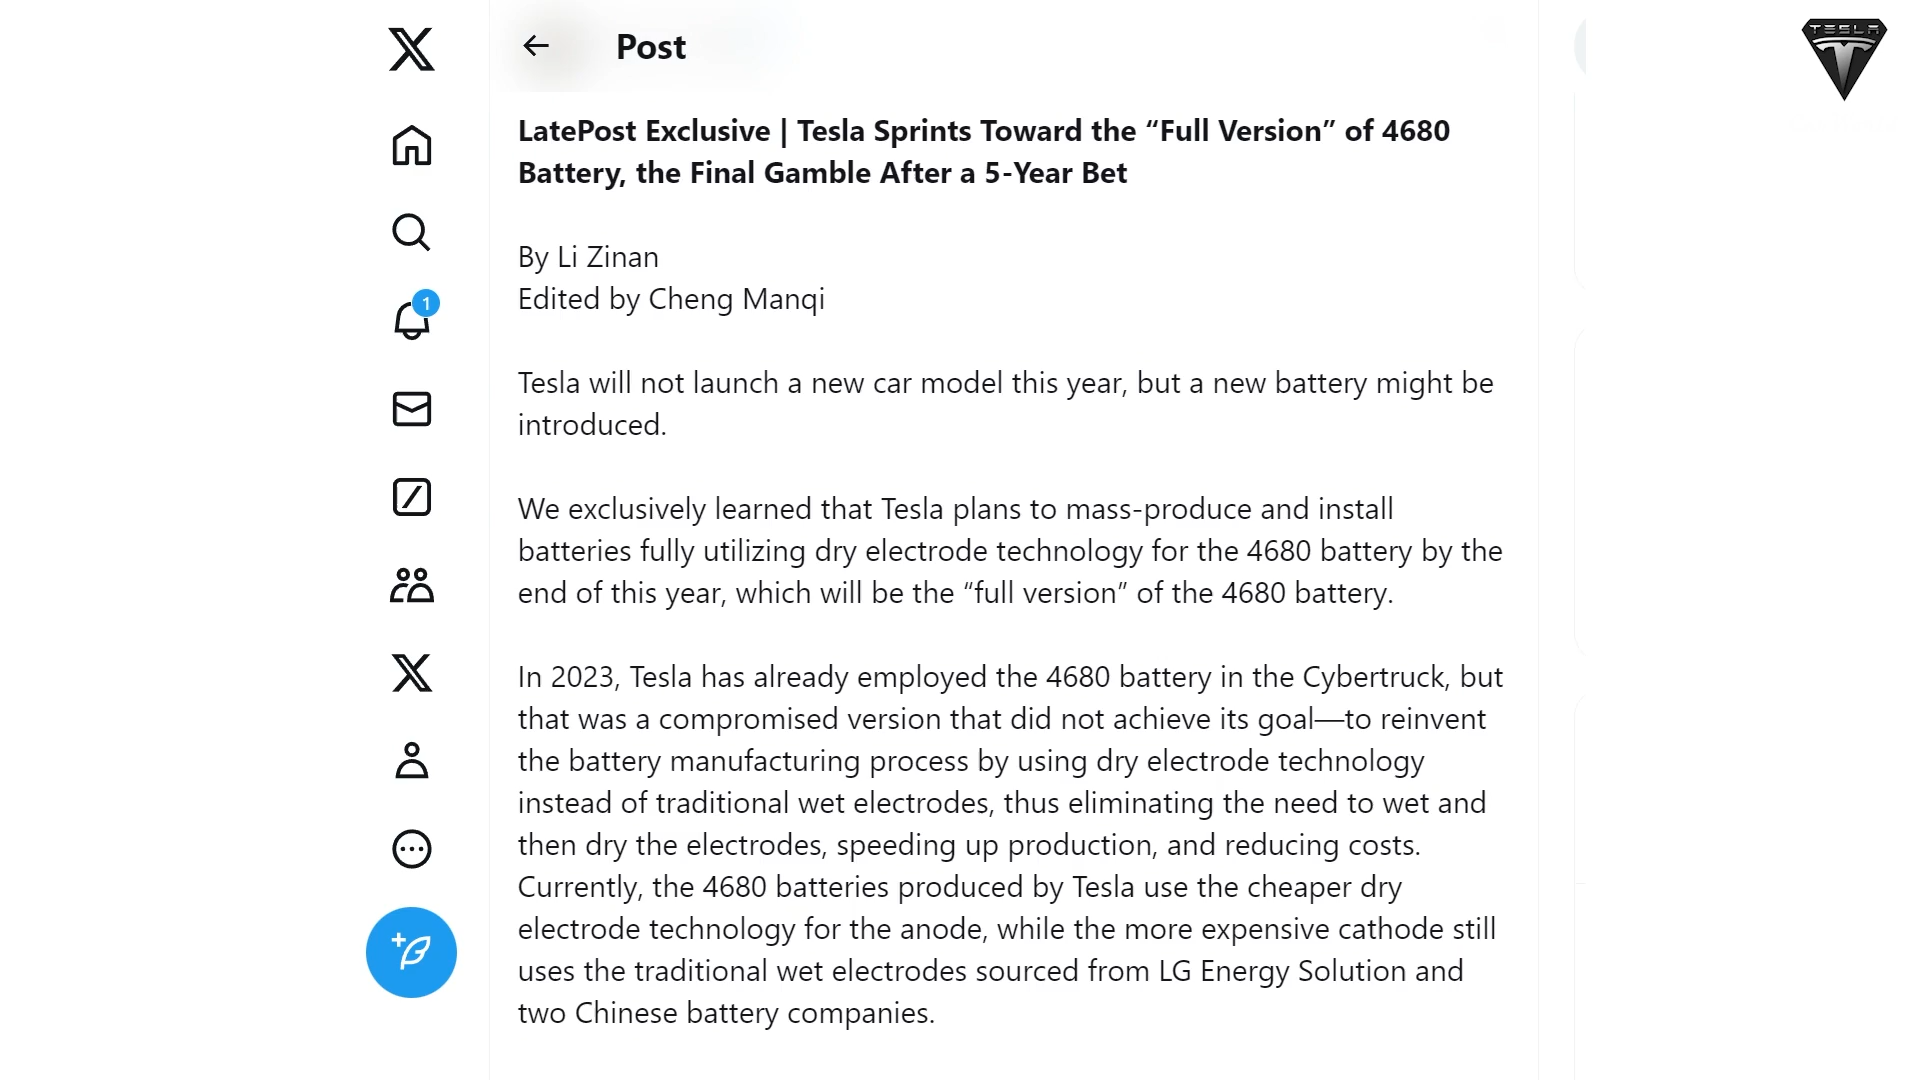 Post
LatePost Exclusive | Tesla Sprints Toward the “Full Version” of 4680
Battery, the Final Gamble After a 5-Year Bet
By Li Zinan
Edited by Cheng Manqi
Tesla will not launch a new car model this year, but a new battery might be
introduced.
We exclusively learned that Tesla plans to mass-produce and install
batteries fully utilizing dry electrode technology for the 4680 battery by the
end of this year, which will be the “full version” of the 4680 battery.
In 2023, Tesla has already employed the 4680 battery in the Cybertruck, but
that was a compromised version that did not achieve its goal—to reinvent
the battery manufacturing process by using dry electrode technology
instead of traditional wet electrodes, thus eliminating the need to wet and
then dry the electrodes, speeding up production, and reducing costs.
Currently, the 4680 batteries produced by Tesla use the cheaper dry
electrode technology for the anode, while the more expensive cathode still
uses the traditional wet electrodes sourced from LG Energy Solution and
two Chinese battery companies.
1
TESLA